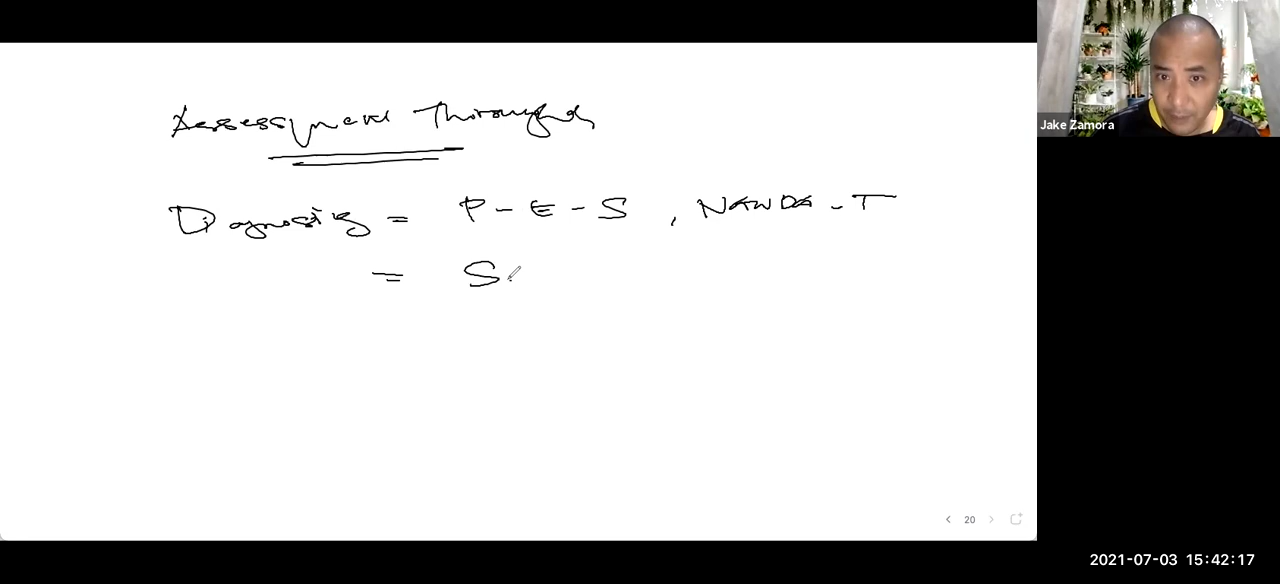 Assessment Thorough
Diagnosis = P - E - S , NANDA - I
= S
20
Jake Zamora
2021-07-03 15:42:17